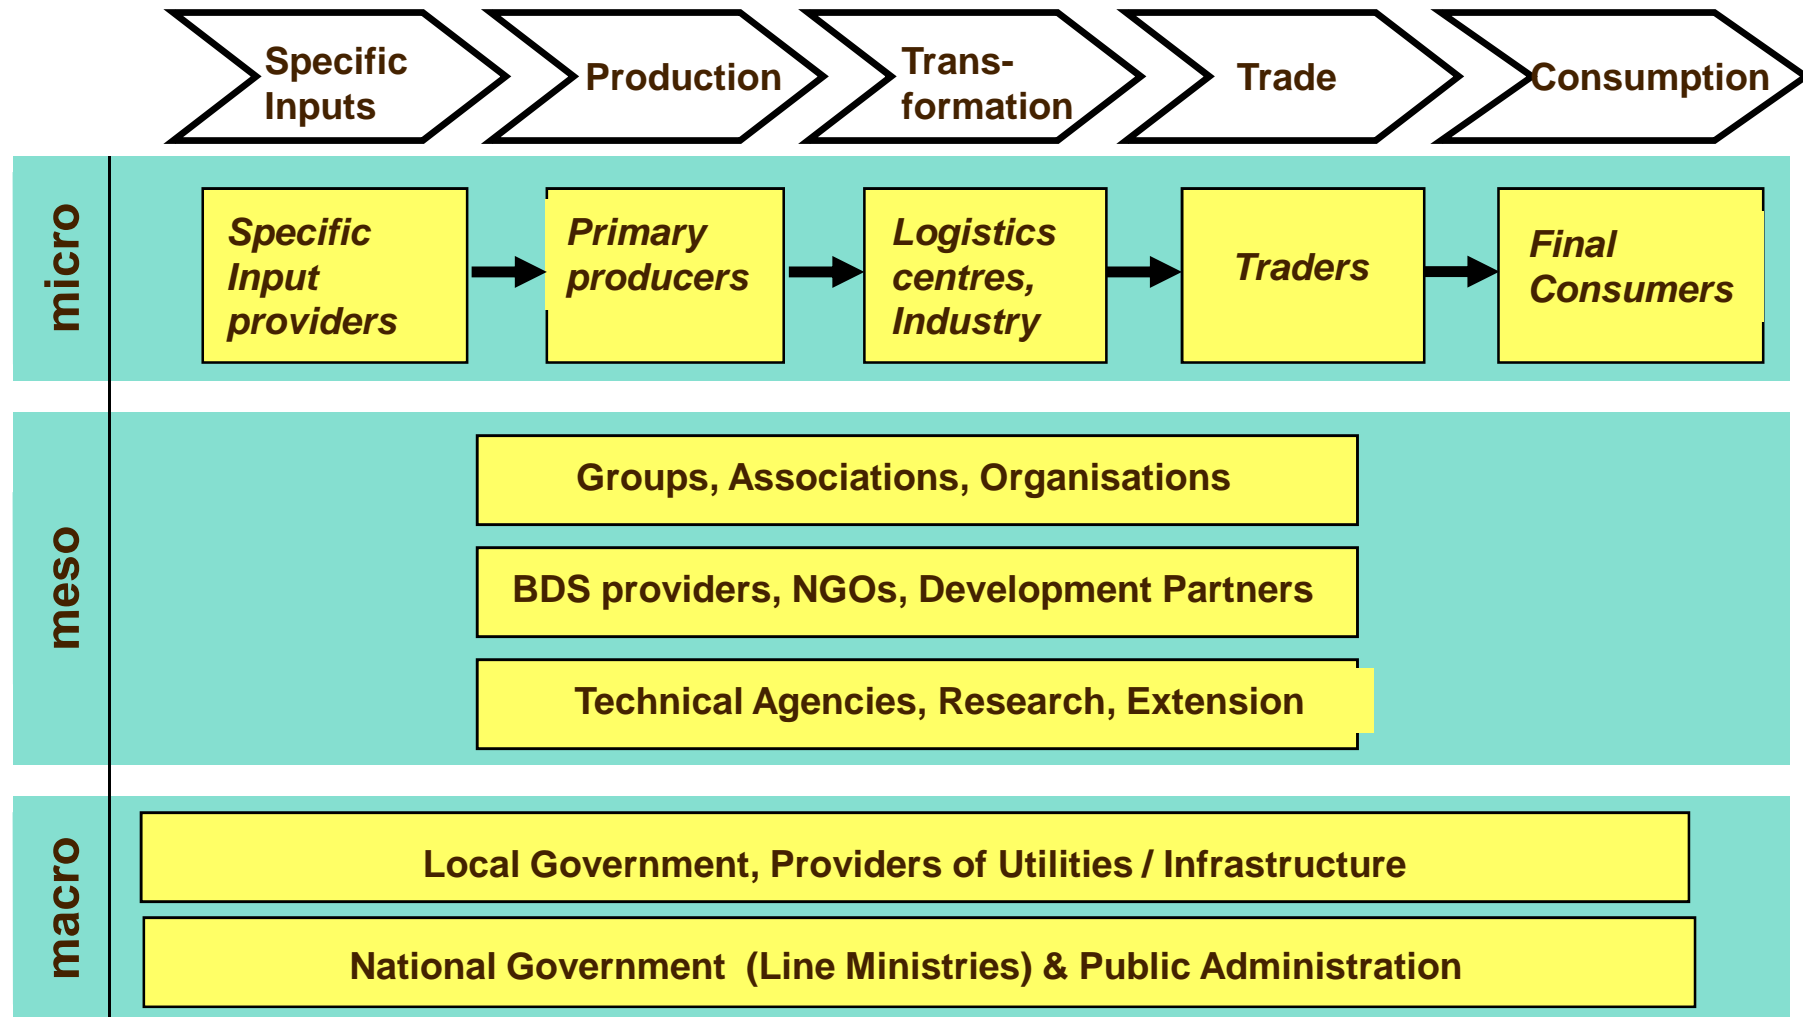 Specific
Inputs
Production
Trans-
formation
Trade
Consumption
micro
Specific
Input
providers
Primary
producers
Logistics
centres,
Industry
Traders
Final
Consumers
meso
Groups, Associations, Organisations
BDS providers, NGOs, Development Partners
Technical Agencies, Research, Extension
macro
Local Government, Providers of Utilities / Infrastructure
National Government (Line Ministries) & Public Administration